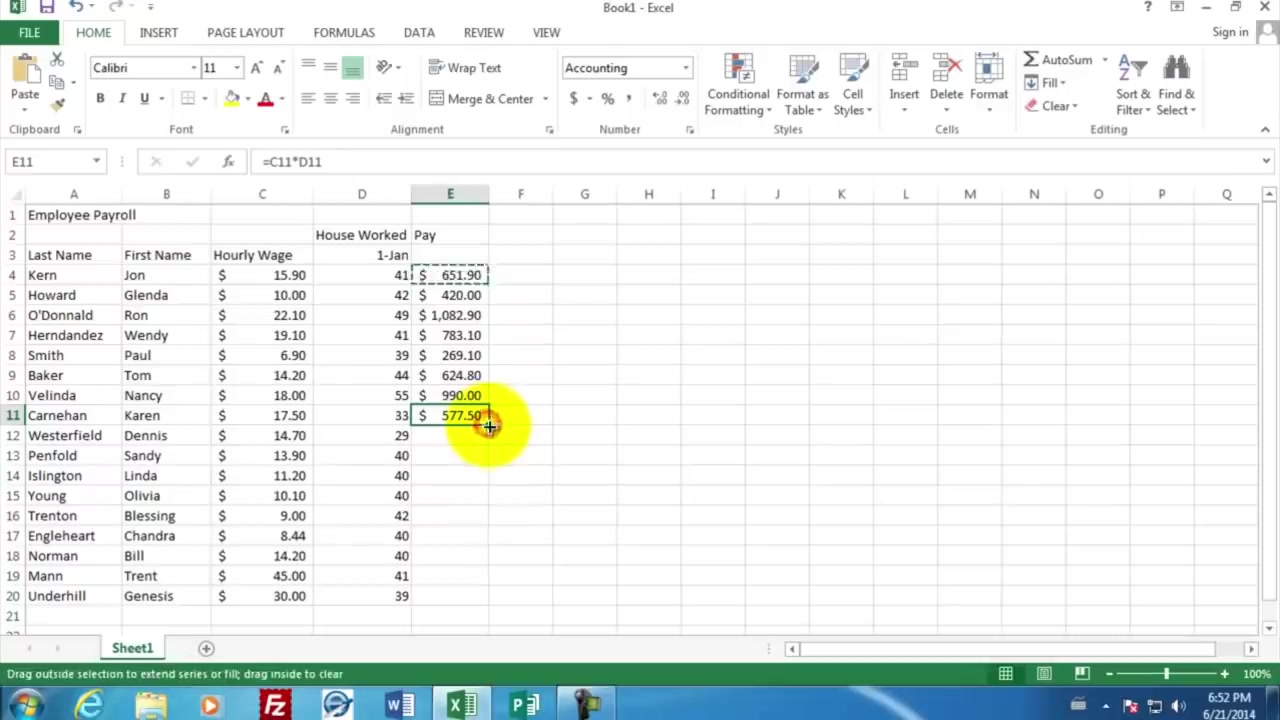 Book1 - Excel
?
FILE HOME INSERT PAGE LAYOUT FORMULAS DATA REVIEW VIEW Sign in
Paste
Calibri 11
B I U A
Wrap Text
Merge & Center
Accounting
$ % ,
Conditional Formatting
Format as Table
Cell Styles
Insert Delete Format
AutoSum
Fill
Clear
Sort & Filter
Find & Select
Clipboard Font Alignment Number Styles Cells Editing
E11 fx =C11*D11
A B C D E F G H I J K L M N O P Q
1 Employee Payroll
2 House Worked Pay
3 Last Name First Name Hourly Wage 1-Jan
4 Kern Jon $ 15.90 41 $ 651.90
5 Howard Glenda $ 10.00 42 $ 420.00
6 O'Donnald Ron $ 22.10 49 $ 1,082.90
7 Herndandez Wendy $ 19.10 41 $ 783.10
8 Smith Paul $ 6.90 39 $ 269.10
9 Baker Tom $ 14.20 44 $ 624.80
10 Velinda Nancy $ 18.00 55 $ 990.00
11 Carnehan Karen $ 17.50 33 $ 577.50
12 Westerfield Dennis $ 14.70 29
13 Penfold Sandy $ 13.90 40
14 Islington Linda $ 11.20 40
15 Young Olivia $ 10.10 40
16 Trenton Blessing $ 9.00 42
17 Engleheart Chandra $ 8.44 40
18 Norman Bill $ 14.20 40
19 Mann Trent $ 45.00 41
20 Underhill Genesis $ 30.00 39
21
Sheet1
Drag outside selection to extend series or fill; drag inside to clear 100%
6:52 PM
6/21/2014